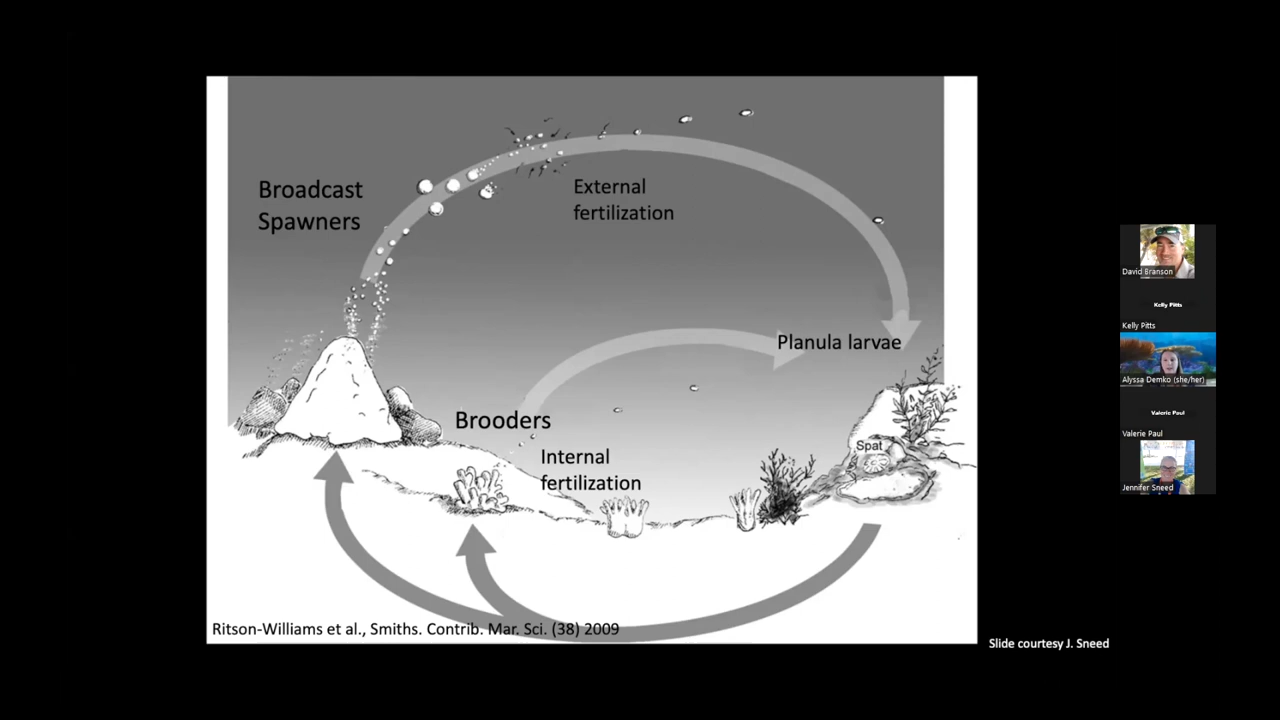 Broadcast
Spawners
External
fertilization
Planula larvae
Brooders
Internal
fertilization
Spat
Ritson-Williams et al., Smiths. Contrib. Mar. Sci. (38) 2009
Slide courtesy J. Sneed
David Branson
Kelly Pitts
Kelly Pitts
Alyssa Demko (she/her)
Valerie Paul
Valerie Paul
Jennifer Sneed